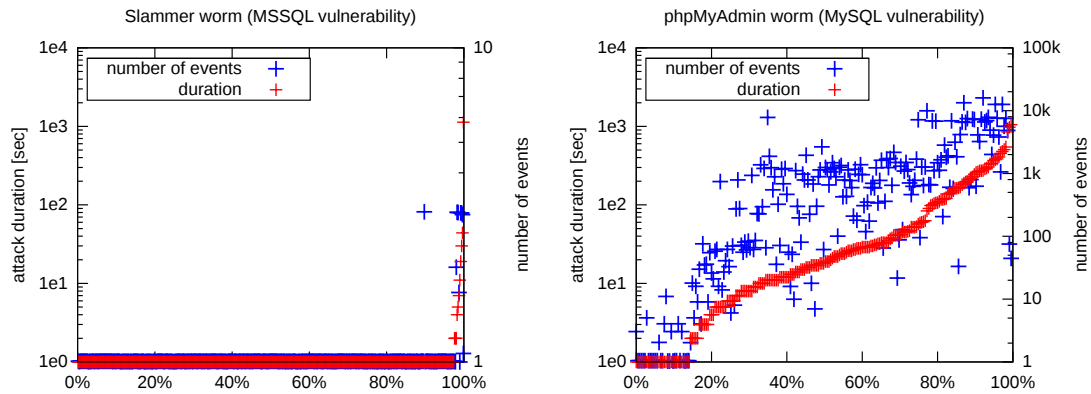 Slammer worm (MSSQL vulnerability)
1e4
1e3
1e2
1e1
1e0
attack duration [sec]
number of events
duration
10
1
number of events
0%
20%
40%
60%
80%
100%
phpMyAdmin worm (MySQL vulnerability)
1e4
1e3
1e2
1e1
1e0
attack duration [sec]
number of events
duration
100k
10k
1k
100
10
1
number of events
0%
20%
40%
60%
80%
100%